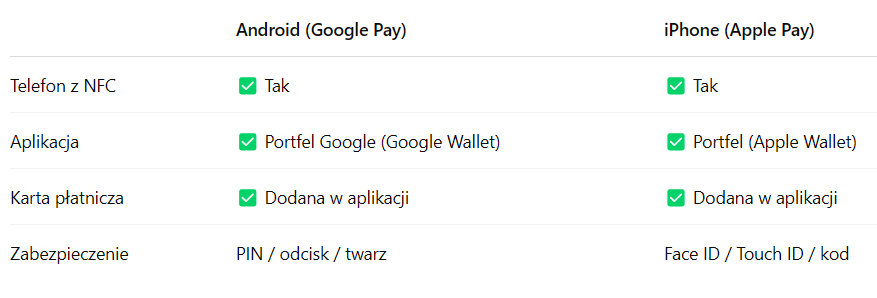 Android (Google Pay) iPhone (Apple Pay)
Telefon z NFC ✅ Tak ✅ Tak
Aplikacja ✅ Portfel Google (Google Wallet) ✅ Portfel (Apple Wallet)
Karta płatnicza ✅ Dodana w aplikacji ✅ Dodana w aplikacji
Zabezpieczenie PIN / odcisk / twarz Face ID / Touch ID / kod